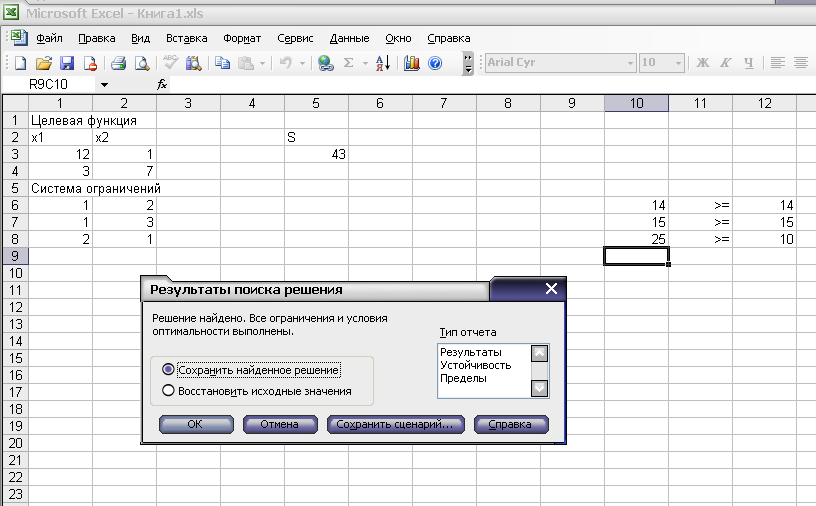 Microsoft Excel - Книга1.xls
Файл Правка Вид Вставка Формат Сервис Данные Окно Справка
ABC Σ А Я Arial Cyr 10 Ж К Ч
R9C10 fx
1 2 3 4 5 6 7 8 9 10 11 12
1 Целевая функция
2 x1 x2 S
3 12 1 43
4 3 7
5 Система ограничений
6 1 2 14 >= 14
7 1 3 15 >= 15
8 2 1 25 >= 10
9
10
11
12
13
14
15
16
17
18
19
20
21
22
23
Результаты поиска решения
Решение найдено. Все ограничения и условия
оптимальности выполнены.
Тип отчета
Результаты
Устойчивость
Пределы
Сохранить найденное решение
Восстановить исходные значения
ОК Отмена Сохранить сценарий... Справка